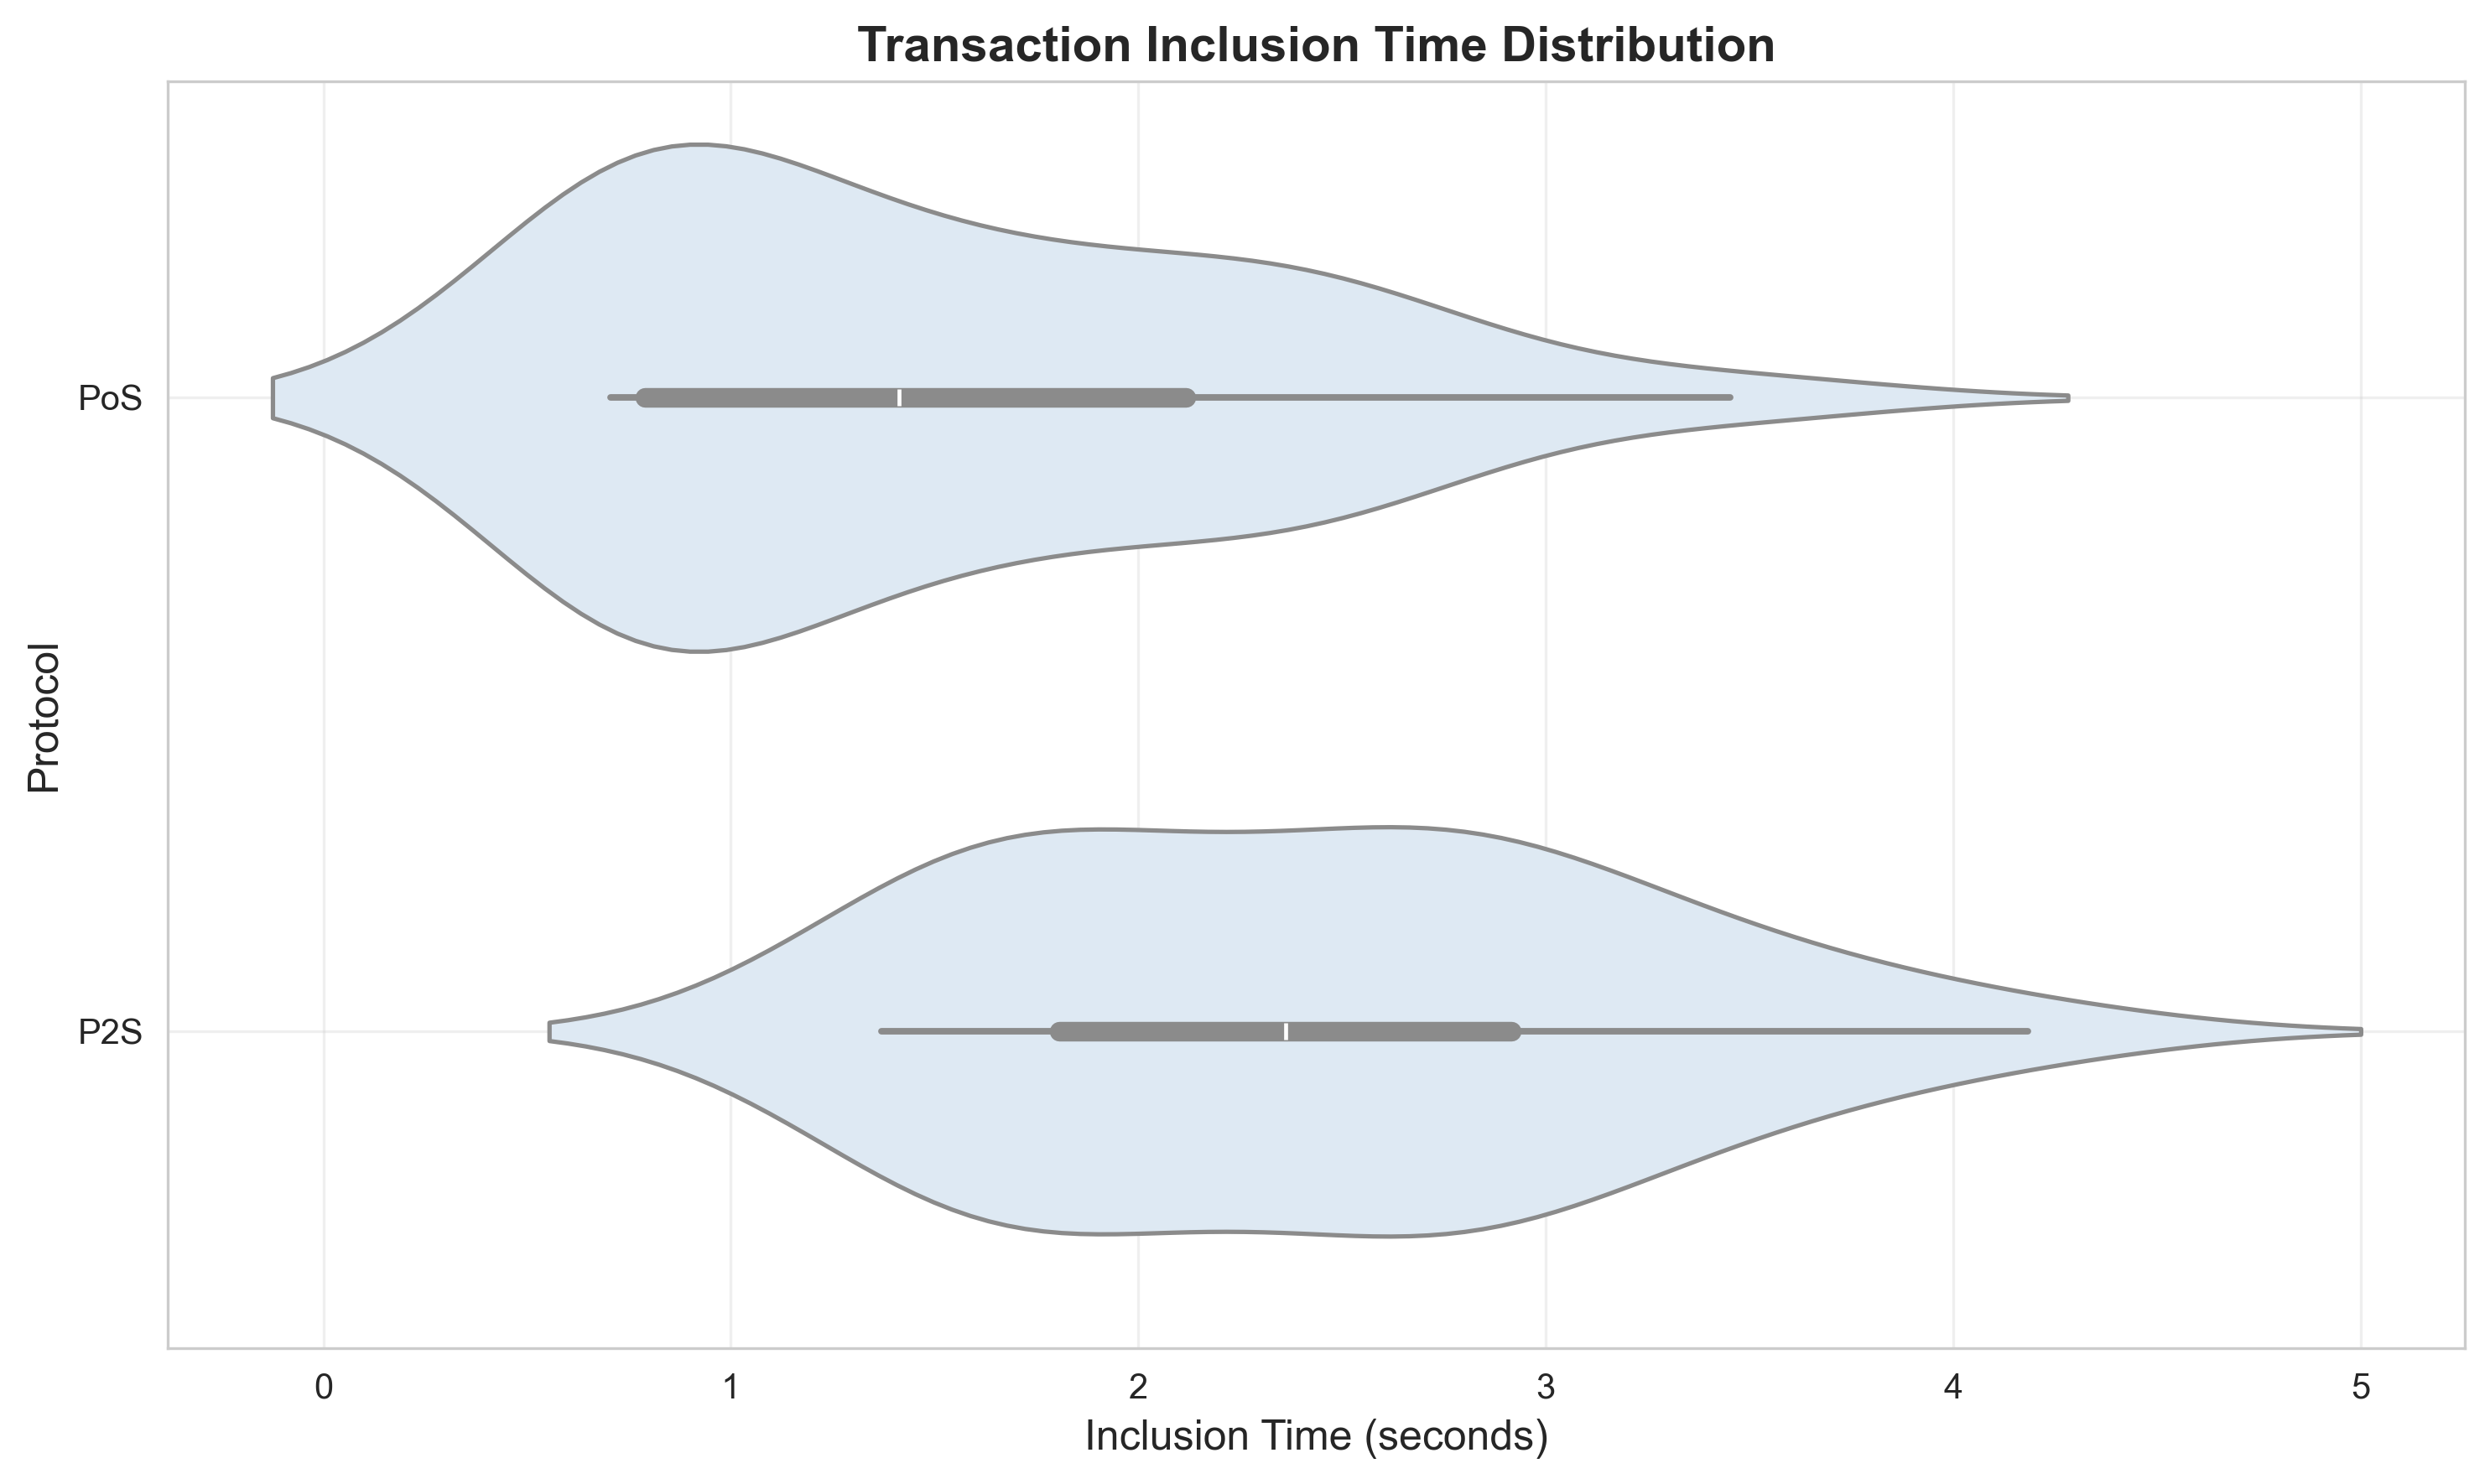 Transaction Inclusion Time Distribution
Protocol
PoS
P2S
0 1 2 3 4 5
Inclusion Time (seconds)